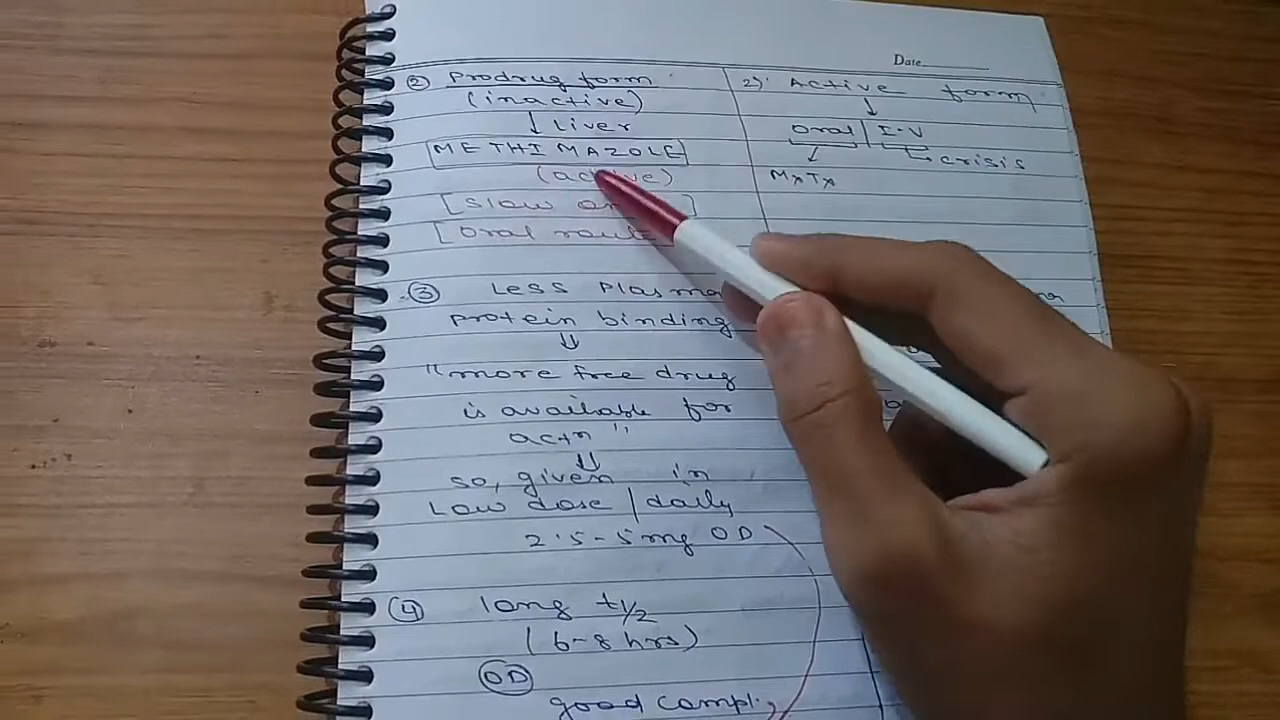 Date
② Prodrug form
(inactive)
↓ liver
METHIMAZOLE
(active)
[slow
[oral route
③ Less Plasma
protein binding
⇓
"more free drug
is available for
actn"
⇓
so, given in
Low dose / daily
2.5-5mg OD
④ long t1/2
(6-8 hrs)
OD
good compl.
2) Active form
↓
oral | I.V
crisis
MxTx